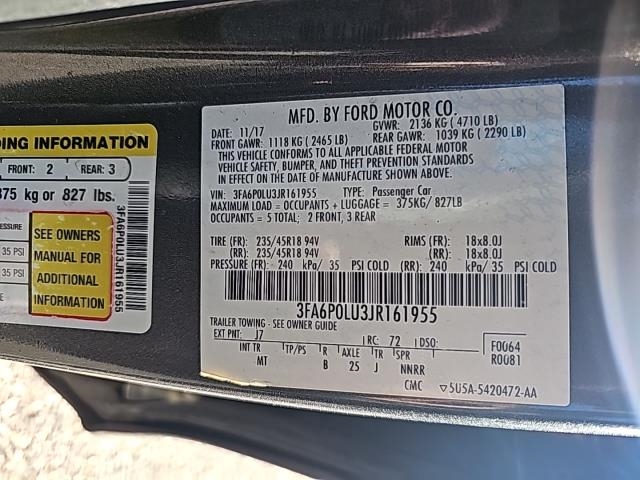 DING INFORMATION
FRONT: 2 REAR: 3
375 kg or 827 lbs.
SEE OWNERS
MANUAL FOR
ADDITIONAL
INFORMATION
35 PSI
35 PSI
3FA6P0LU3JR161955
MFD. BY FORD MOTOR CO.
DATE: 11/17 GVWR: 2136 KG ( 4710 LB)
FRONT GAWR: 1118 KG ( 2465 LB) REAR GAWR: 1039 KG ( 2290 LB)
THIS VEHICLE CONFORMS TO ALL APPLICABLE FEDERAL MOTOR
VEHICLE SAFETY, BUMPER, AND THEFT PREVENTION STANDARDS
IN EFFECT ON THE DATE OF MANUFACTURE SHOWN ABOVE.
VIN: 3FA6P0LU3JR161955 TYPE: Passenger Car
MAXIMUM LOAD = OCCUPANTS + LUGGAGE = 375KG/ 827LB
OCCUPANTS = 5 TOTAL; 2 FRONT, 3 REAR
TIRE (FR): 235/45R18 94V RIMS (FR): 18x8.0J
(RR): 235/45R18 94V (RR): 18x8.0J
PRESSURE (FR): 240 kPa/ 35 PSI COLD (RR): 240 kPa/ 35 PSI COLD
3FA6P0LU3JR161955
TRAILER TOWING - SEE OWNER GUIDE
EXT PNT: J7 RC: 72 DSO: F0064
R0081
INT TR TP/PS R AXLE TR SPR
MT B 25 J NNRR
CMC ▽5U5A-5420472-AA